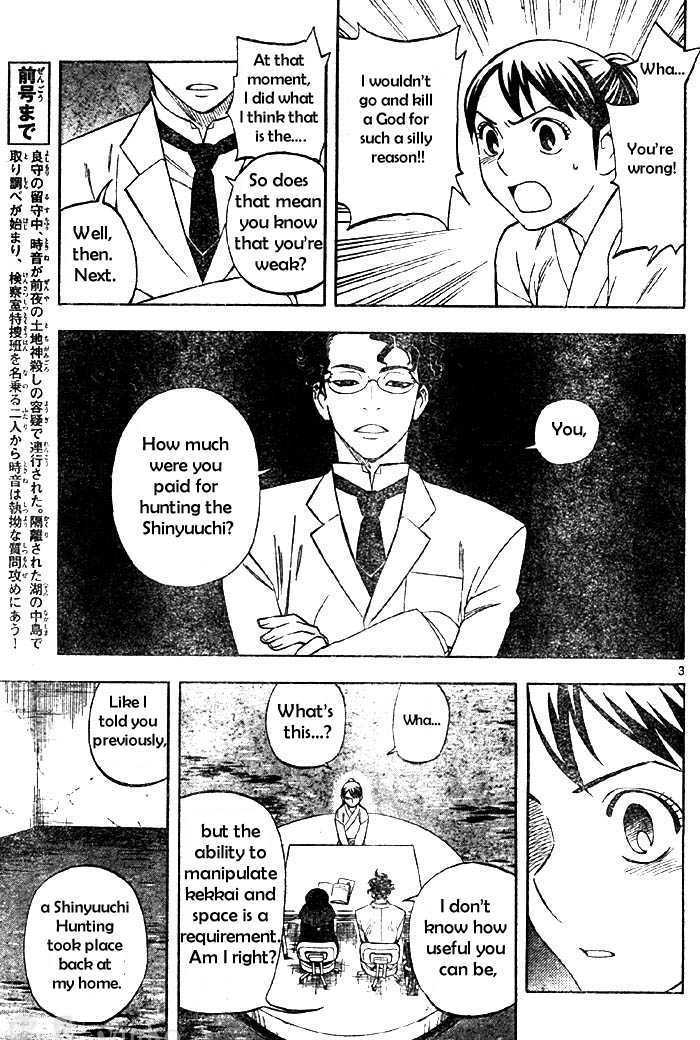 Wha...
You're
wrong!
I wouldn't
go and kill
a God for
such a silly
reason!!
At that
moment,
I did what
I think that
is the....
So does
that mean
you know
that you're
weak?
Well,
then.
Next.
前号まで
ぜんごう
良守の留守中、時音が前夜の土地神殺しの容疑で連行された。隔離された湖の中島で
取り調べが始まり、検察室特捜班を名乗る二人から時音は執拗な質問攻めにあう!
You,
How much
were you
paid for
hunting the
Shinyuuchi?
3
Wha...
What's
this...?
I don't
know how
useful you
can be,
but the
ability to
manipulate
kekkai and
space is a
requirement.
Am I right?
Like I
told you
previously,
a Shinyuuchi
Hunting
took place
back at
my home.